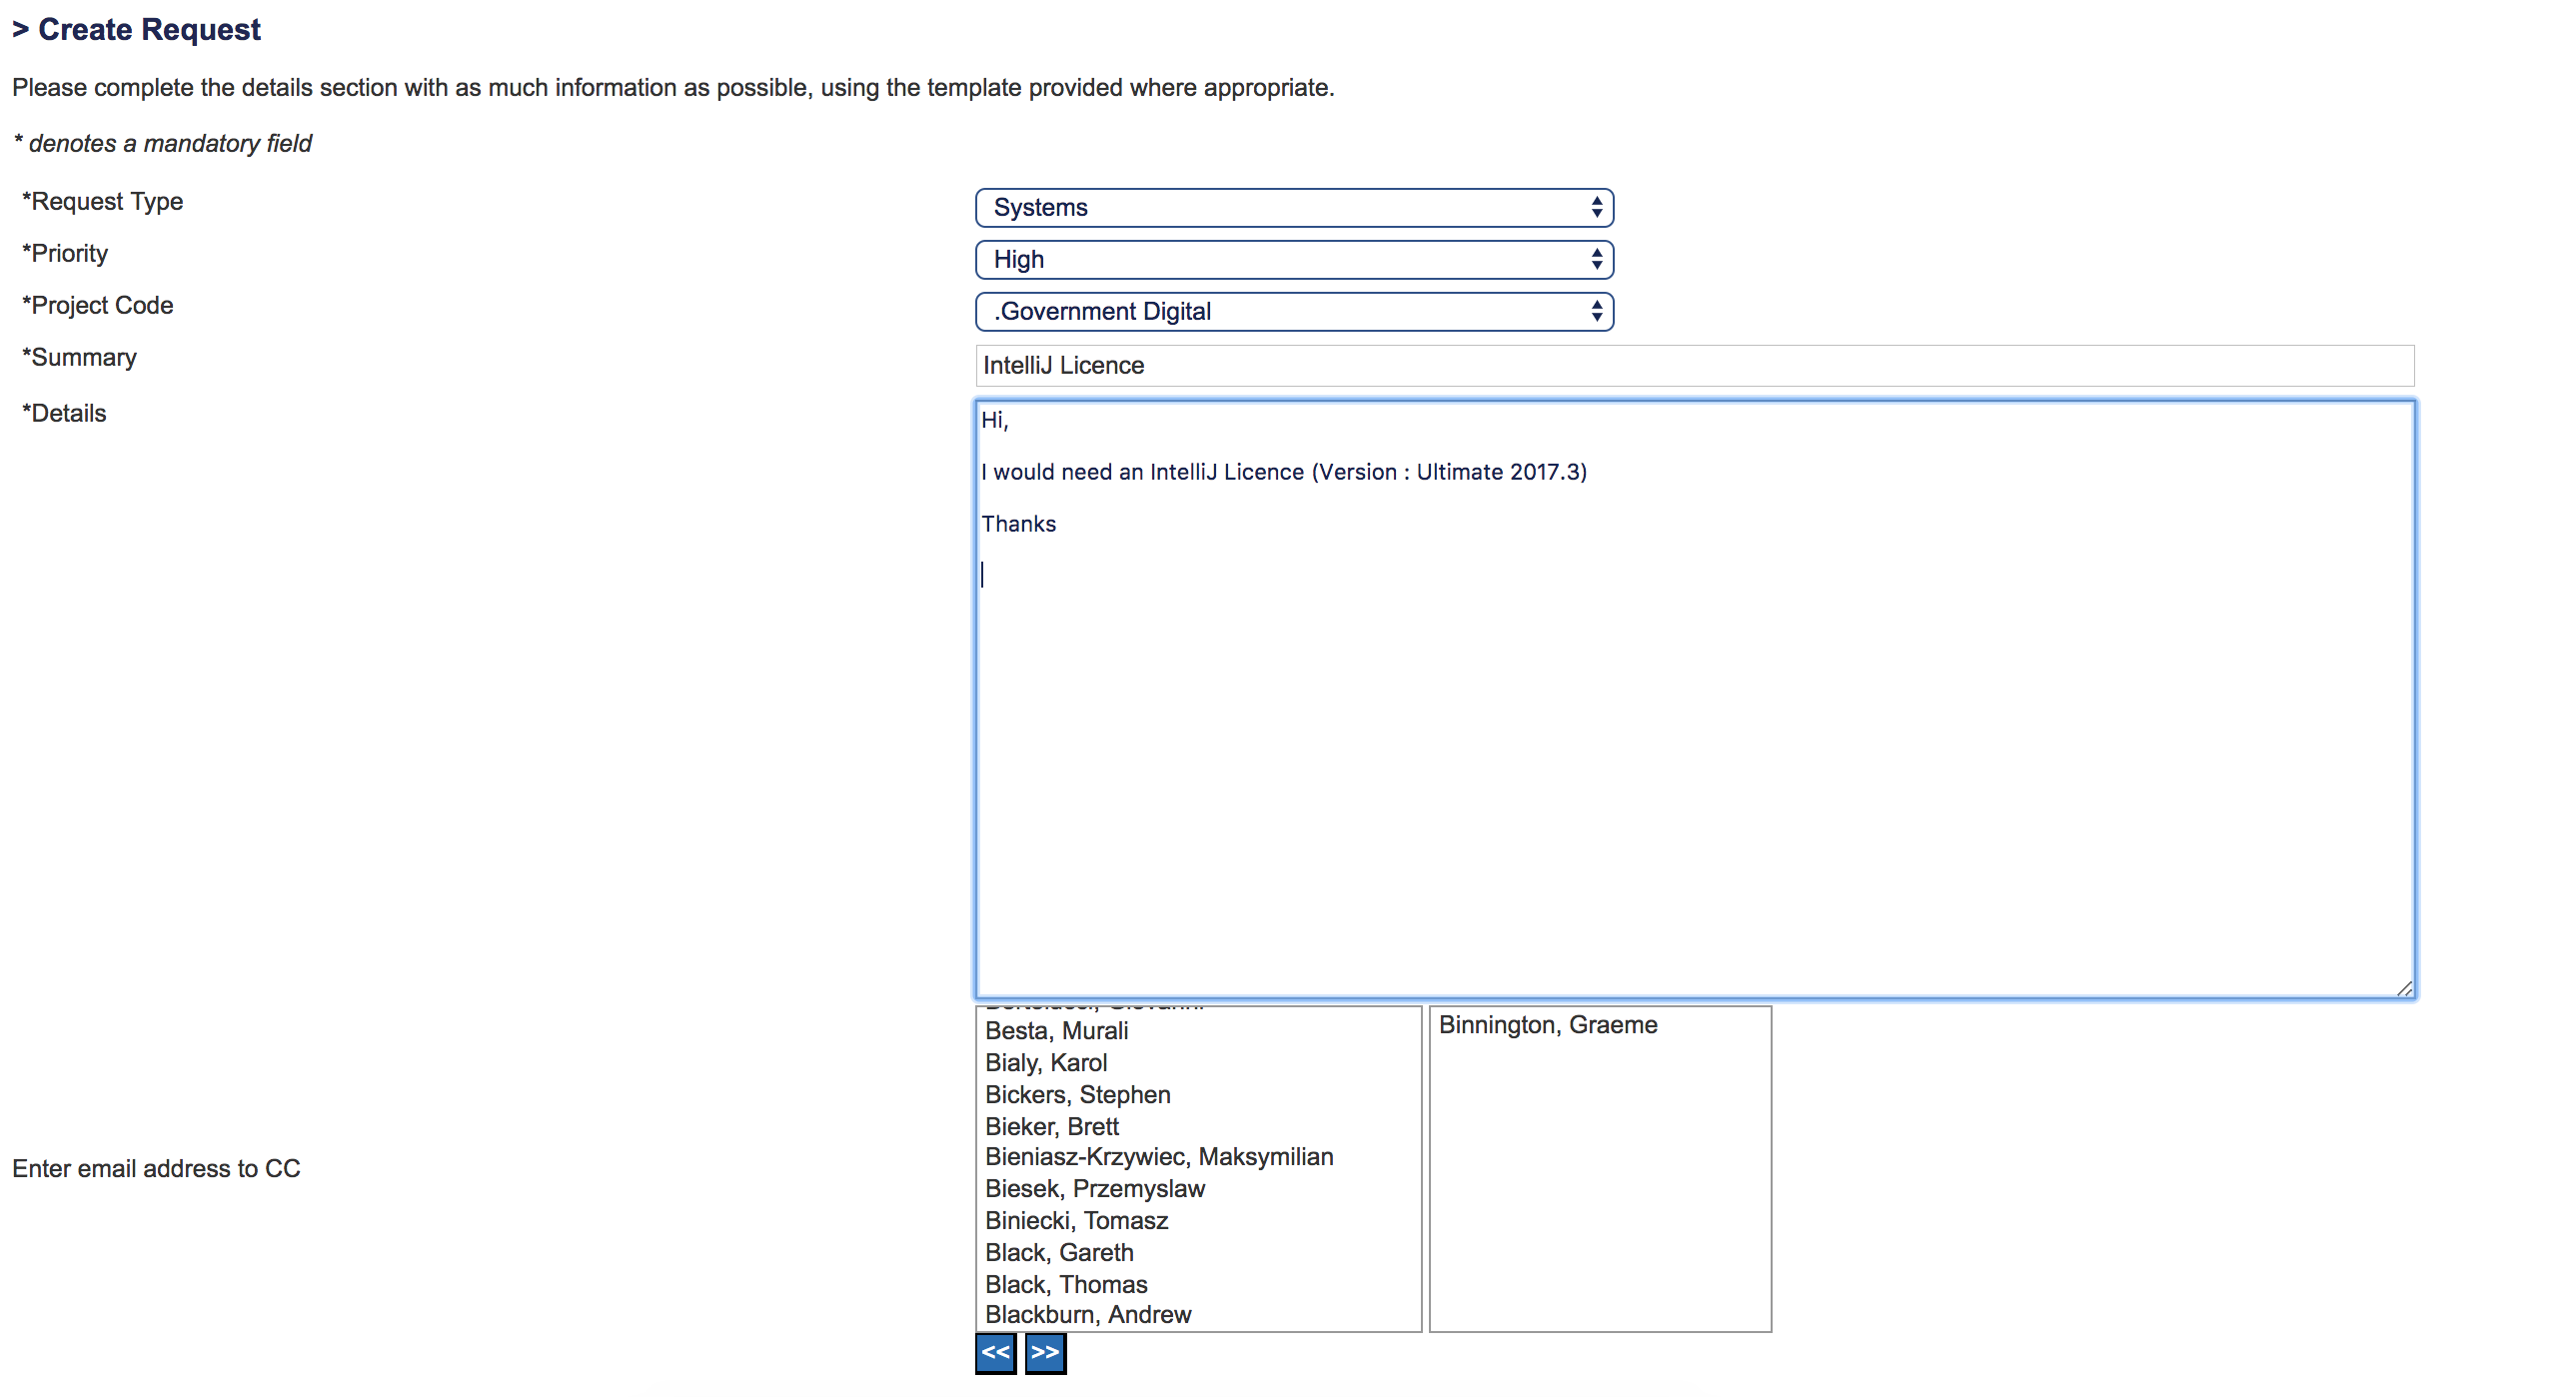 > Create Request
Please complete the details section with as much information as possible, using the template provided where appropriate.
* denotes a mandatory field
*Request Type
Systems
*Priority
High
*Project Code
.Government Digital
*Summary
IntelliJ Licence
*Details
Hi,
I would need an IntelliJ Licence (Version : Ultimate 2017.3)
Thanks
Enter email address to CC
Besta, Murali
Bialy, Karol
Bickers, Stephen
Bieker, Brett
Bieniasz-Krzywiec, Maksymilian
Biesek, Przemyslaw
Biniecki, Tomasz
Black, Gareth
Black, Thomas
Blackburn, Andrew
Binnington, Graeme
<< >>